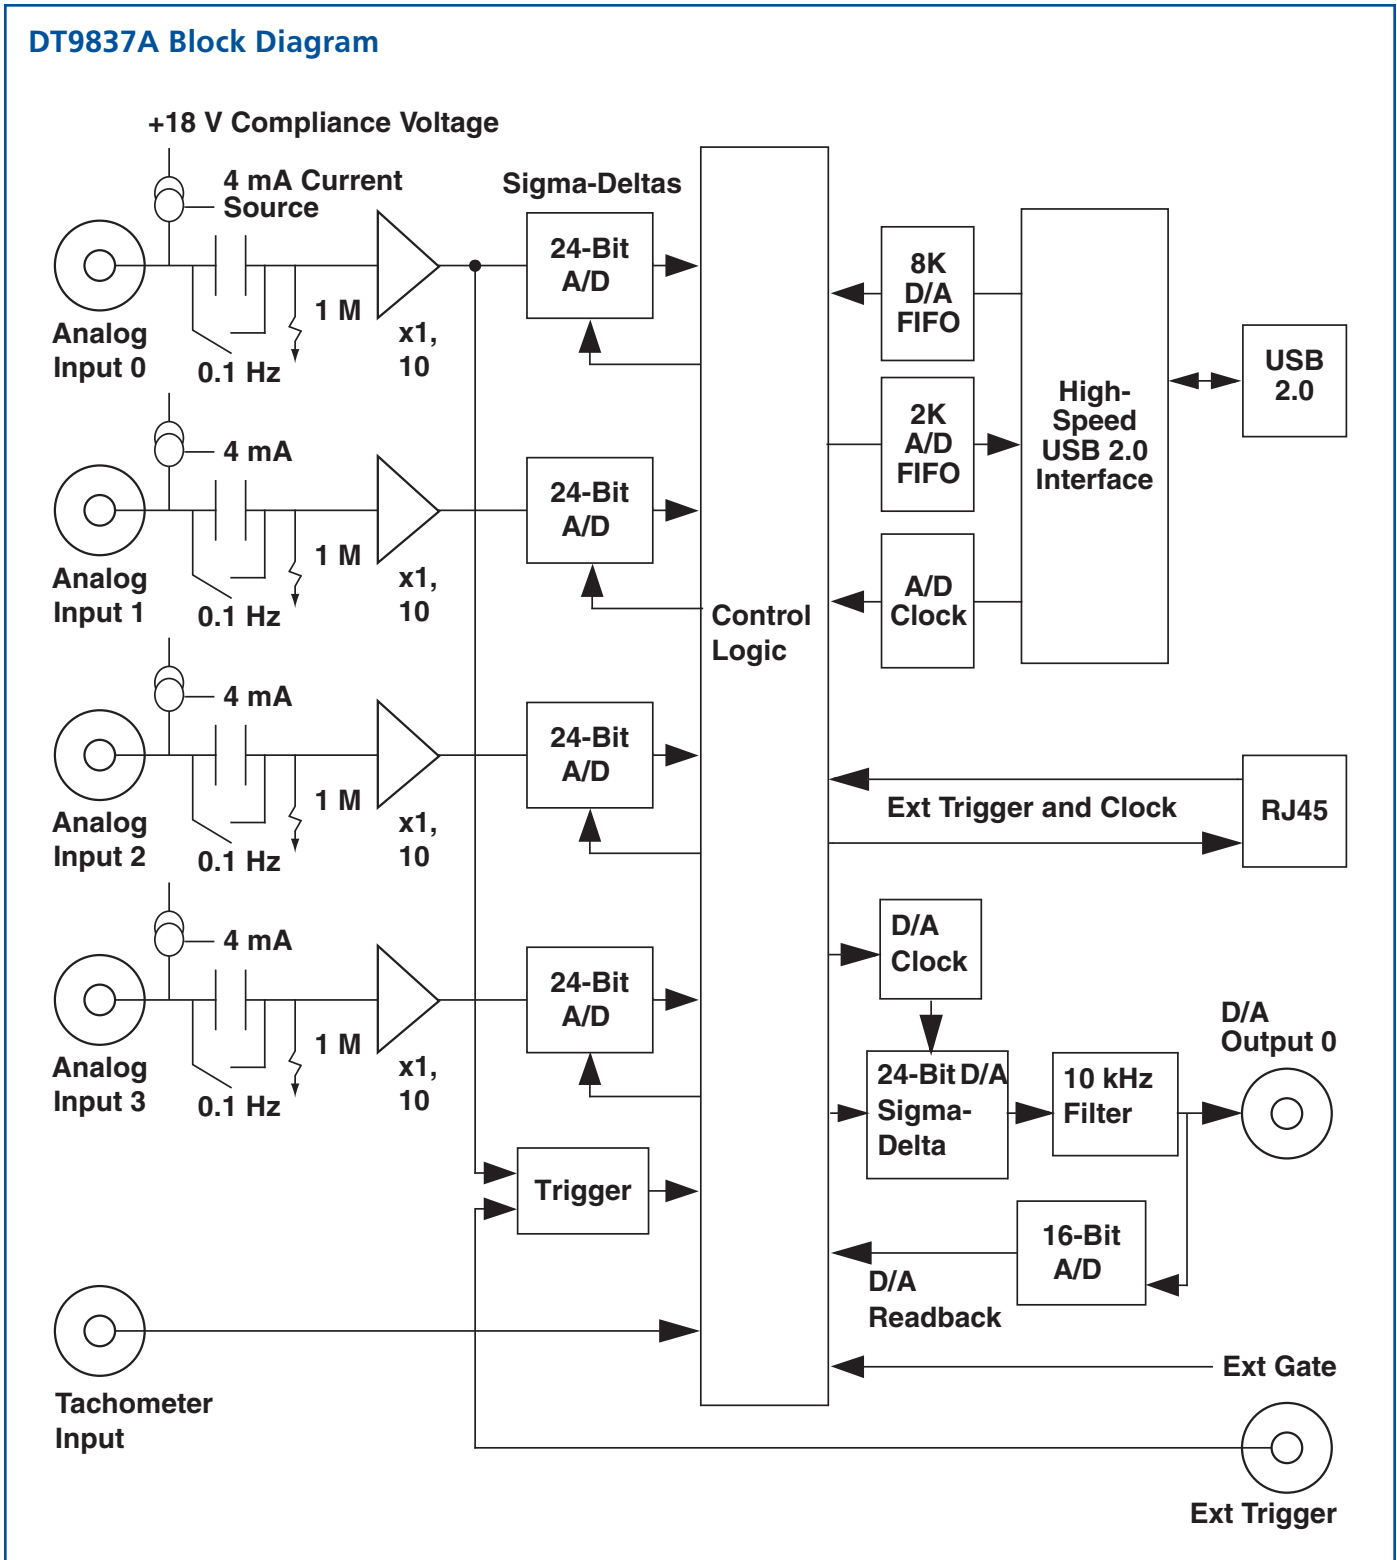 DT9837A Block Diagram
+18 V Compliance Voltage
4 mA Current
Source
Sigma-Deltas
Analog
Input 0
0.1 Hz
1 M
x1,
10
24-Bit
A/D
4 mA
Analog
Input 1
0.1 Hz
1 M
x1,
10
24-Bit
A/D
4 mA
Analog
Input 2
0.1 Hz
1 M
x1,
10
24-Bit
A/D
4 mA
Analog
Input 3
0.1 Hz
1 M
x1,
10
24-Bit
A/D
Trigger
Tachometer
Input
Control
Logic
8K
D/A
FIFO
2K
A/D
FIFO
A/D
Clock
High-
Speed
USB 2.0
Interface
USB
2.0
Ext Trigger and Clock
RJ45
D/A
Clock
24-Bit D/A
Sigma-
Delta
10 kHz
Filter
D/A
Output 0
16-Bit
A/D
D/A
Readback
Ext Gate
Ext Trigger